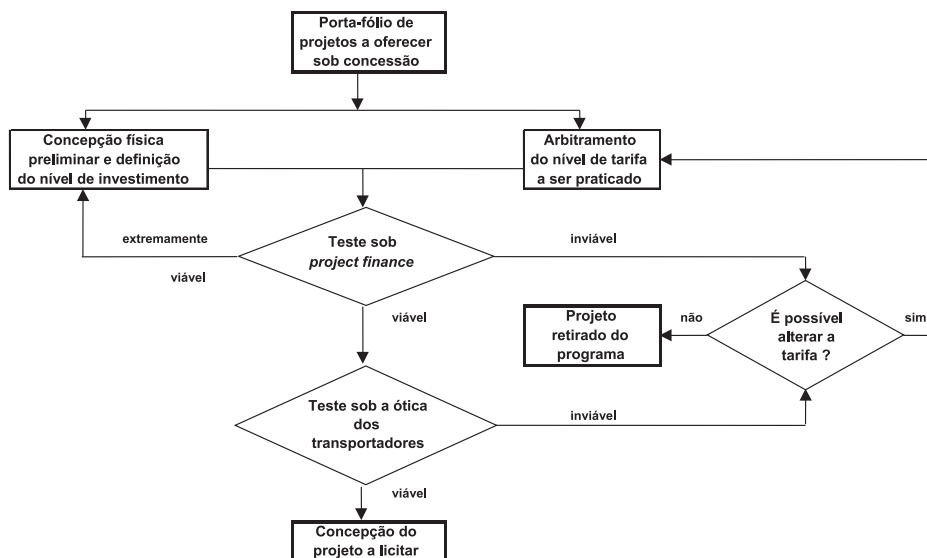 Porta-fólio de
projetos a oferecer
sob concessão
Concepção física
preliminar e definição
do nível de investimento
Arbitramento
do nível de tarifa
a ser praticado
extremamente
viável
Teste sob
project finance
inviável
viável
Projeto
retirado do
programa
não
É possível
alterar a
tarifa ?
sim
Teste sob a ótica
dos
transportadores
inviável
viável
Concepção do
projeto a licitar